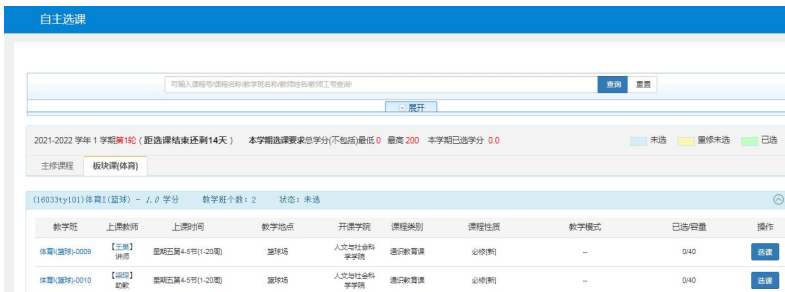 自主选课
可输入课程号/课程名称/教学班名称/教师姓名/教师工号查询! 查询 重置
展开
2021-2022 学年 1 学期第1轮 ( 距选课结束还剩14天 ) 本学期选课要求总学分(不包括)最低 0 最高 200 本学期已选学分 0.0 未选 重修未选 已选
主修课程 板块课(体育)
(16033ty101)体育I(篮球) - 1.0 学分 教学班个数: 2 状态: 未选
教学班 上课教师 上课时间 教学地点 开课学院 课程类别 课程性质 教学模式 已选/容量 操作
体育I(篮球)-0009 讲师 星期五第4-5节{1-20周} 篮球场 人文与社会科学学院 通识教育课 必修[新] -- 0/40 选课
体育I(篮球)-0010 助教 星期五第4-5节{1-20周} 篮球场 人文与社会科学学院 通识教育课 必修[新] -- 0/40 选课